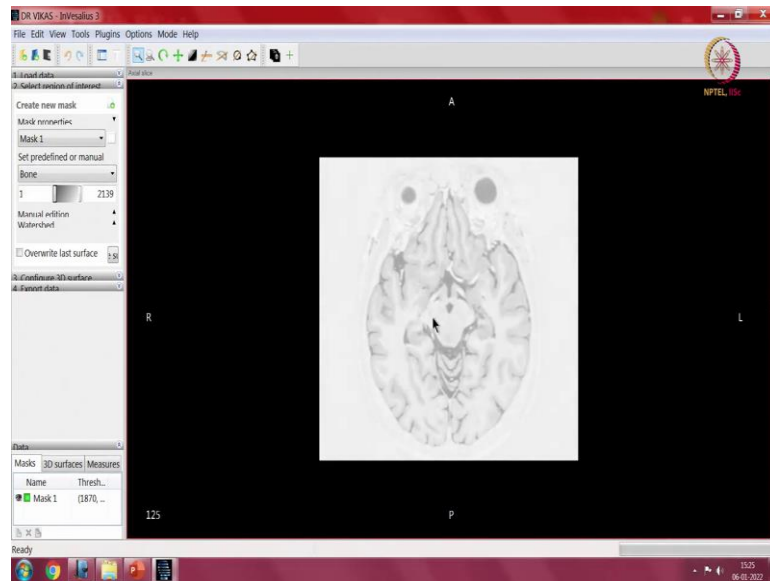 DR VIKAS - InVesalius 3
File Edit View Tools Plugins Options Mode Help
1. Load data
Axial slice
2. Select region of interest
NPTEL, IISc
A
Create new mask
Mask properties
Mask 1
Set predefined or manual
Bone
1 2139
Manual edition
Watershed
Overwrite last surface
3. Configure 3D surface
4. Export data
R
L
Data
Masks 3D surfaces Measures
Name Thresh..
Mask 1 (1870, ...
125
P
Ready
15:25
06-01-2022